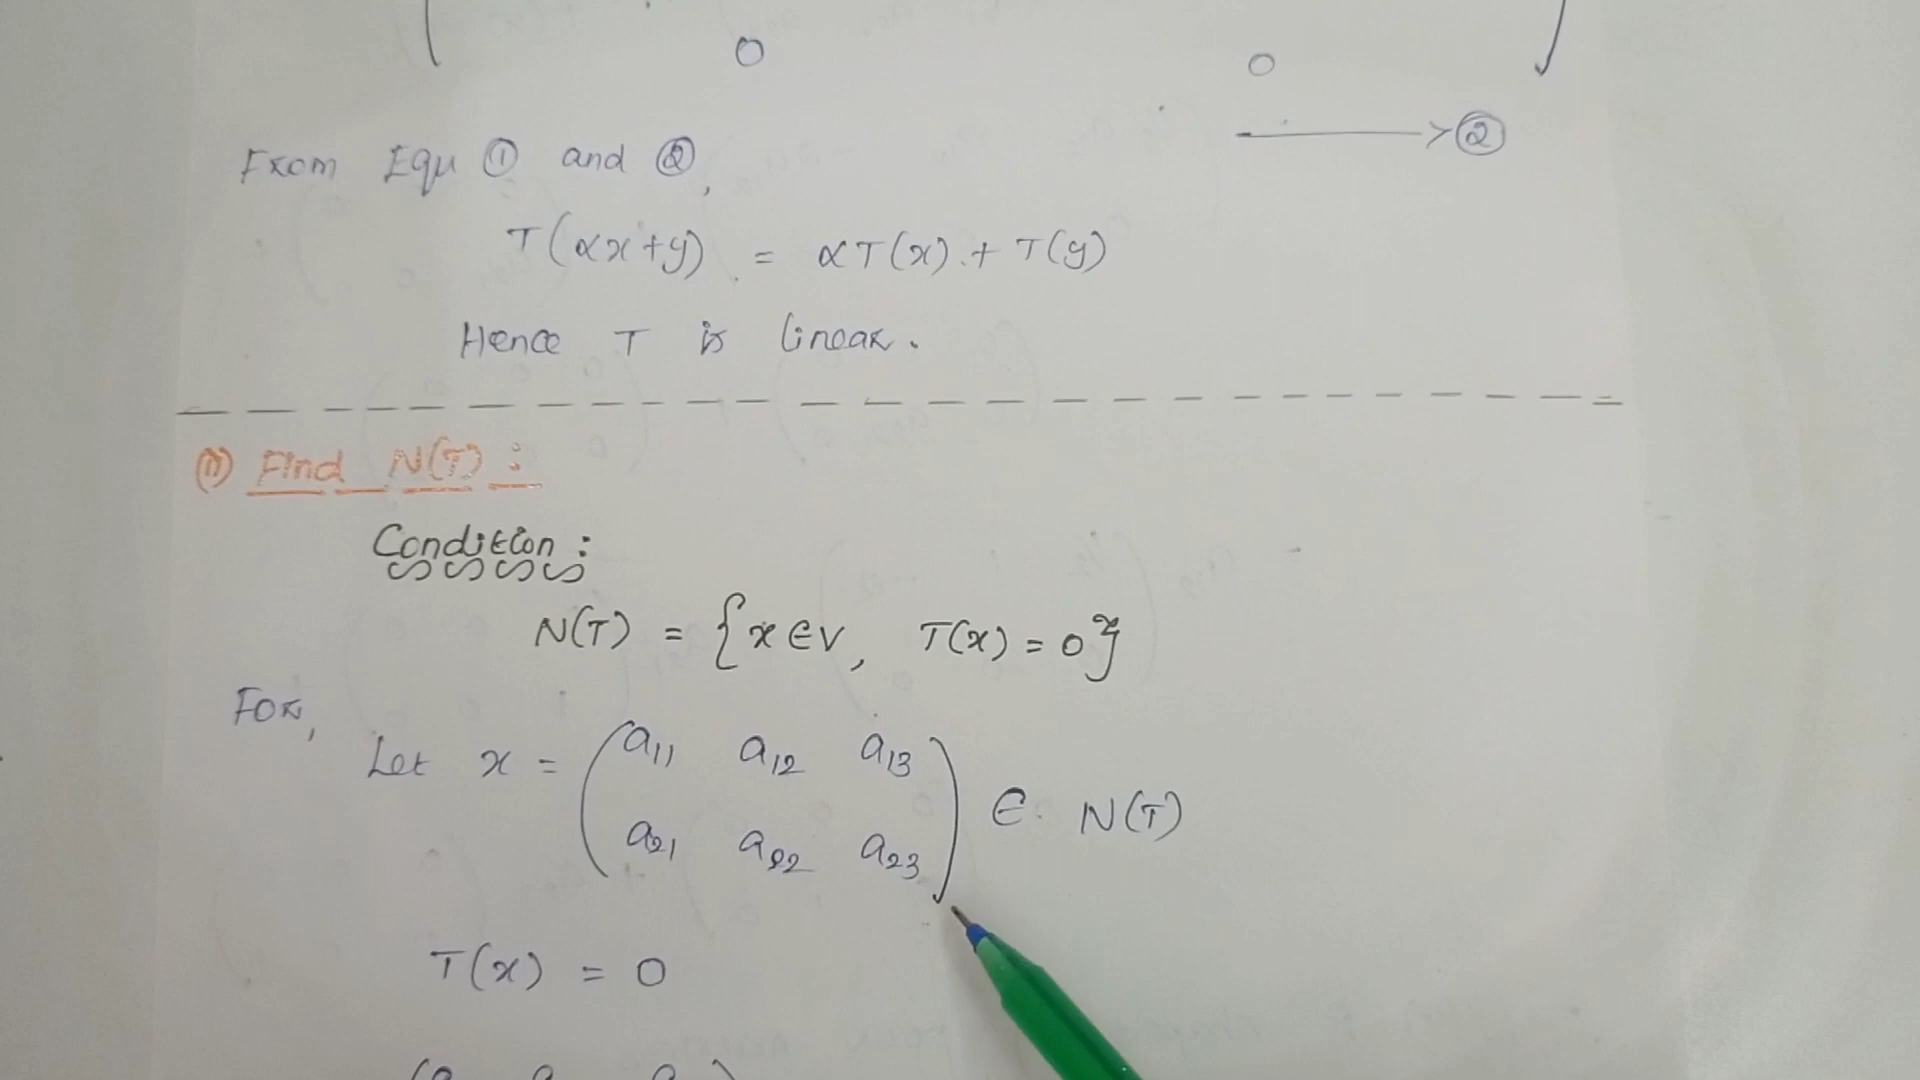 0 0
→ ②
From Equ ① and ②,
T(αx+y) = αT(x) + T(y)
Hence T is linear.
ii) Find N(T) :
Condition :
N(T) = {x ∈ V, T(x) = 0}
For,
Let x = ( a11 a12 a13
a21 a22 a23 ) ∈ N(T)
T(x) = 0